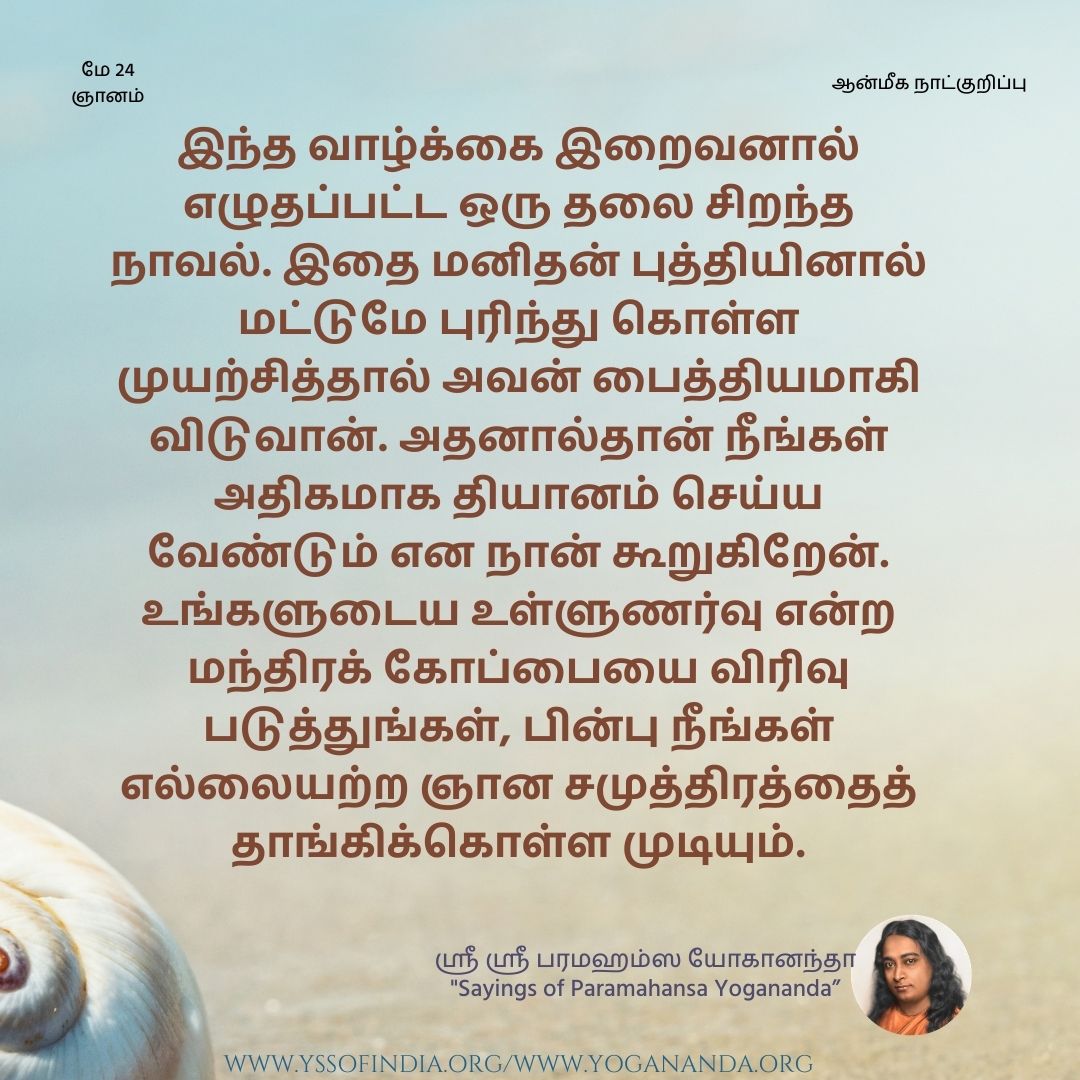 மே 24
ஞானம்
ஆன்மீக நாட்குறிப்பு
இந்த வாழ்க்கை இறைவனால்
எழுதப்பட்ட ஒரு தலை சிறந்த
நாவல். இதை மனிதன் புத்தியினால்
மட்டுமே புரிந்து கொள்ள
முயற்சித்தால் அவன் பைத்தியமாகி
விடுவான். அதனால்தான் நீங்கள்
அதிகமாக தியானம் செய்ய
வேண்டும் என நான் கூறுகிறேன்.
உங்களுடைய உள்ளுணர்வு என்ற
மந்திரக் கோப்பையை விரிவு
படுத்துங்கள், பின்பு நீங்கள்
எல்லையற்ற ஞான சமுத்திரத்தைத்
தாங்கிக்கொள்ள முடியும்.
ஸ்ரீ ஸ்ரீ பரமஹம்ஸ யோகானந்தா
"Sayings of Paramahansa Yogananda”
WWW.YSSOFINDIA.ORG/WWW.YOGANANDA.ORG